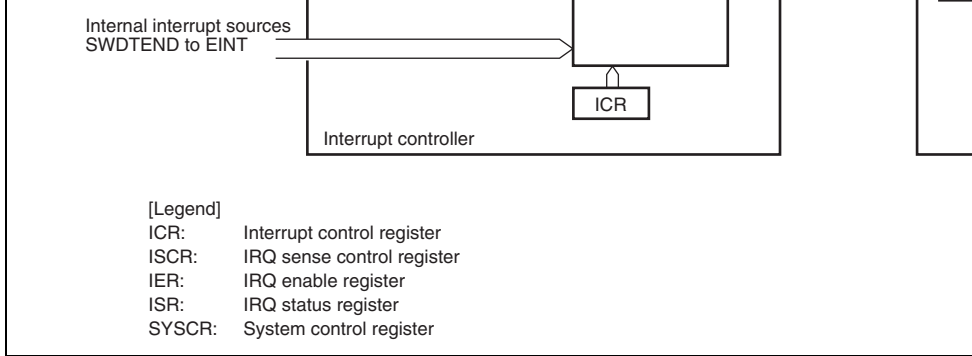 Internal interrupt sources
SWDTEND to EINT
ICR
Interrupt controller
[Legend]
ICR: Interrupt control register
ISCR: IRQ sense control register
IER: IRQ enable register
ISR: IRQ status register
SYSCR: System control register